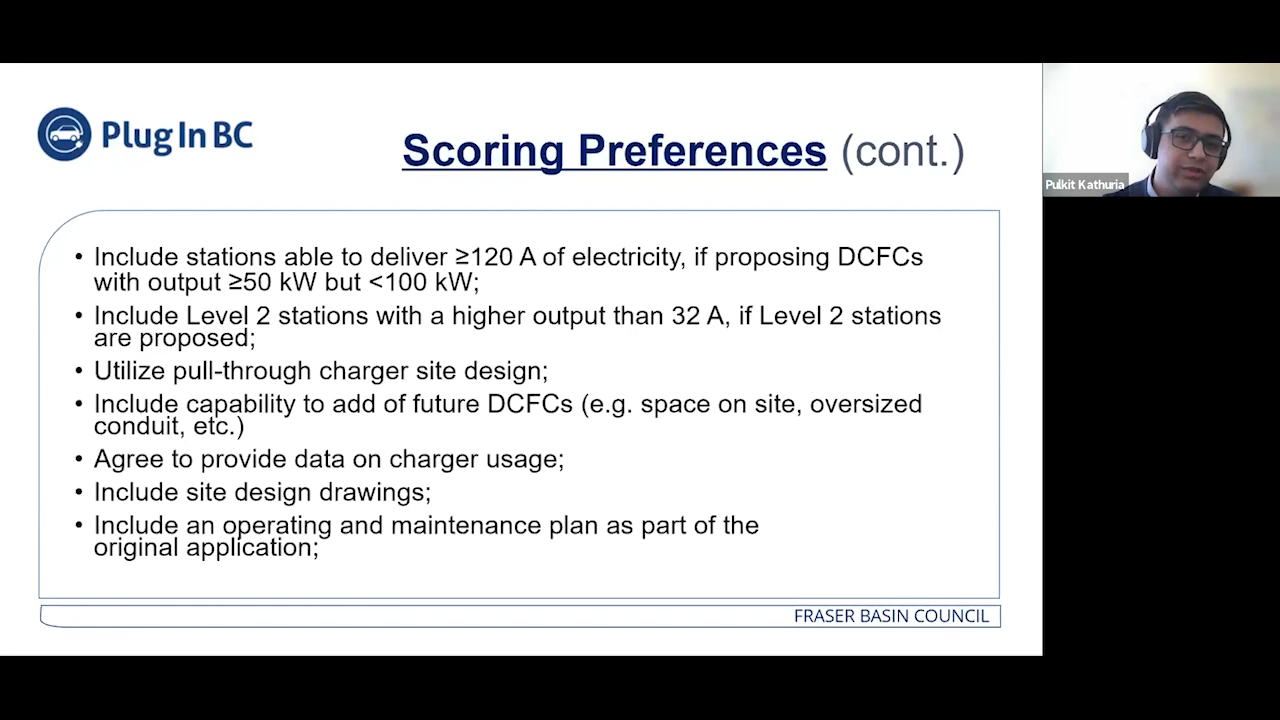 Plug In BC
Scoring Preferences (cont.)
Pulkit Kathuria
• Include stations able to deliver ≥120 A of electricity, if proposing DCFCs
with output ≥50 kW but <100 kW;
• Include Level 2 stations with a higher output than 32 A, if Level 2 stations
are proposed;
• Utilize pull-through charger site design;
• Include capability to add of future DCFCs (e.g. space on site, oversized
conduit, etc.)
• Agree to provide data on charger usage;
• Include site design drawings;
• Include an operating and maintenance plan as part of the
original application;
FRASER BASIN COUNCIL